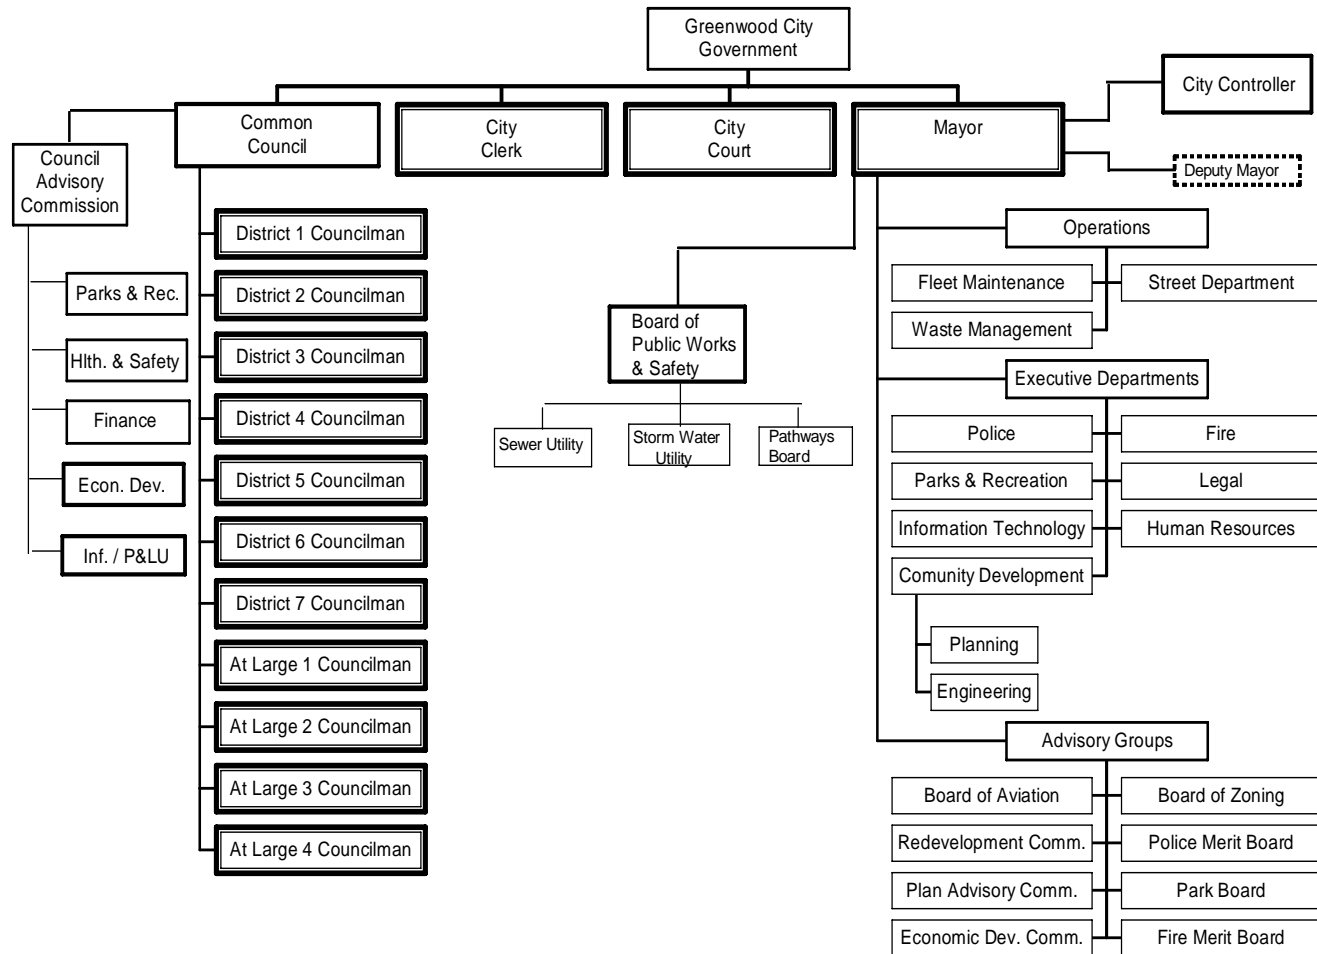 Greenwood City
Government
City Controller
Common
Council
City
Clerk
City
Court
Mayor
Deputy Mayor
Council
Advisory
Commission
Parks & Rec.
Hlth. & Safety
Finance
Econ. Dev.
Inf. / P&LU
District 1 Councilman
District 2 Councilman
District 3 Councilman
District 4 Councilman
District 5 Councilman
District 6 Councilman
District 7 Councilman
At Large 1 Councilman
At Large 2 Councilman
At Large 3 Councilman
At Large 4 Councilman
Board of
Public Works
& Safety
Sewer Utility
Storm Water
Utility
Pathways
Board
Operations
Fleet Maintenance
Street Department
Waste Management
Executive Departments
Police
Fire
Parks & Recreation
Legal
Information Technology
Human Resources
Comunity Development
Planning
Engineering
Advisory Groups
Board of Aviation
Board of Zoning
Redevelopment Comm.
Police Merit Board
Plan Advisory Comm.
Park Board
Economic Dev. Comm.
Fire Merit Board